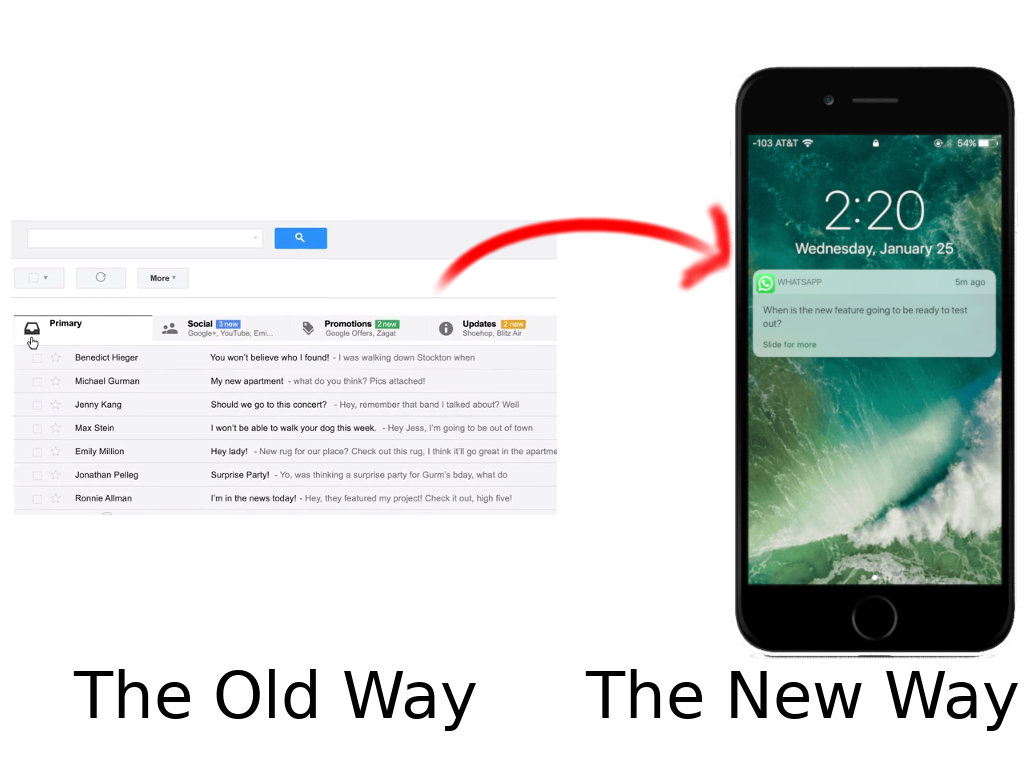 More
Primary
Social 3 new
Google+, YouTube, Emi...
Promotions 2 new
Google Offers, Zagat
Updates 2 new
Shoehop, Blitz Air
Benedict Hieger You won't believe who I found! - I was walking down Stockton when
Michael Gurman My new apartment - what do you think? Pics attached!
Jenny Kang Should we go to this concert? - Hey, remember that band I talked about? Well
Max Stein I won't be able to walk your dog this week. - Hey Jess, I'm going to be out of town
Emily Million Hey lady! - New rug for our place? Check out this rug, I think it'll go great in the apartme
Jonathan Pelleg Surprise Party! - Yo, was thinking a surprise party for Gurm's bday, what do
Ronnie Allman I'm in the news today! - Hey, they featured my project! Check it out, high five!
-103 AT&T 54%
2:20
Wednesday, January 25
WHATSAPP 5m ago
When is the new feature going to be ready to test
out?
Slide for more
The Old Way
The New Way